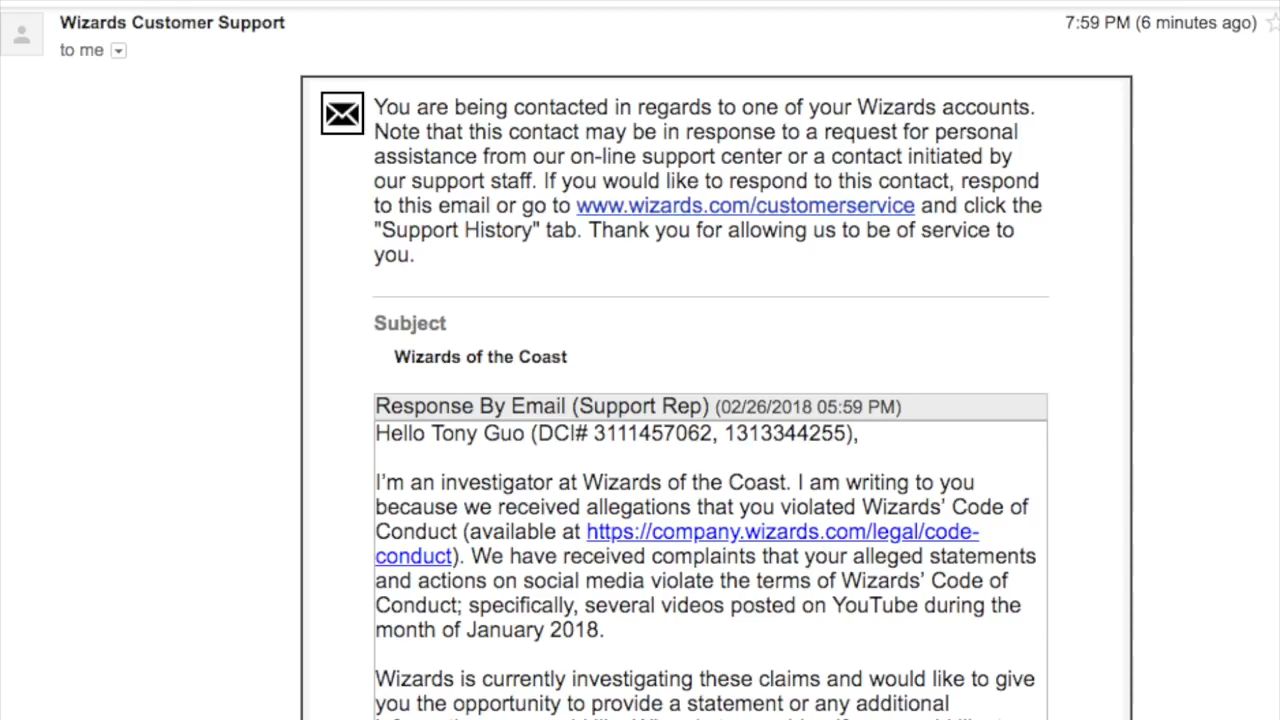 Wizards Customer Support
7:59 PM (6 minutes ago)
to me
You are being contacted in regards to one of your Wizards accounts.
Note that this contact may be in response to a request for personal
assistance from our on-line support center or a contact initiated by
our support staff. If you would like to respond to this contact, respond
to this email or go to www.wizards.com/customerservice and click the
"Support History" tab. Thank you for allowing us to be of service to
you.
Subject
Wizards of the Coast
Response By Email (Support Rep) (02/26/2018 05:59 PM)
Hello Tony Guo (DCI# 3111457062, 1313344255),
I'm an investigator at Wizards of the Coast. I am writing to you
because we received allegations that you violated Wizards' Code of
Conduct (available at https://company.wizards.com/legal/code-
conduct). We have received complaints that your alleged statements
and actions on social media violate the terms of Wizards' Code of
Conduct; specifically, several videos posted on YouTube during the
month of January 2018.
Wizards is currently investigating these claims and would like to give
you the opportunity to provide a statement or any additional